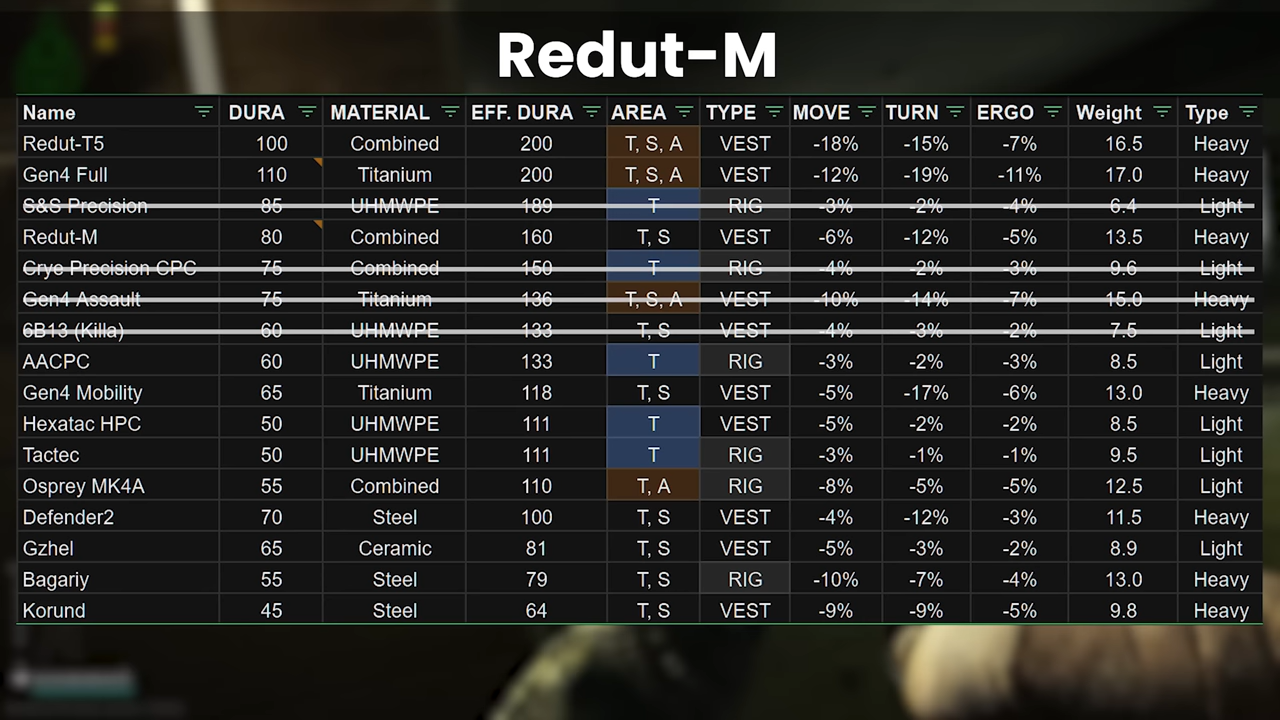 Redut-M
Name DURA MATERIAL EFF. DURA AREA TYPE MOVE TURN ERGO Weight Type
Redut-T5 100 Combined 200 T, S, A VEST -18% -15% -7% 16.5 Heavy
Gen4 Full 110 Titanium 200 T, S, A VEST -12% -19% -11% 17.0 Heavy
S&S Precision 85 UHMWPE 189 T RIG -3% -2% -4% 6.4 Light
Redut-M 80 Combined 160 T, S VEST -6% -12% -5% 13.5 Heavy
Crye Precision CPC 75 Combined 150 T RIG -4% -2% -3% 9.6 Light
Gen4 Assault 75 Titanium 136 T, S, A VEST -10% -14% -7% 15.0 Heavy
6B13 (Killa) 60 UHMWPE 133 T, S VEST -4% -3% -2% 7.5 Light
AACPC 60 UHMWPE 133 T RIG -3% -2% -3% 8.5 Light
Gen4 Mobility 65 Titanium 118 T, S VEST -5% -17% -6% 13.0 Heavy
Hexatac HPC 50 UHMWPE 111 T VEST -5% -2% -2% 8.5 Light
Tactec 50 UHMWPE 111 T RIG -3% -1% -1% 9.5 Light
Osprey MK4A 55 Combined 110 T, A RIG -8% -5% -5% 12.5 Light
Defender2 70 Steel 100 T, S VEST -4% -12% -3% 11.5 Heavy
Gzhel 65 Ceramic 81 T, S VEST -5% -3% -2% 8.9 Light
Bagariy 55 Steel 79 T, S RIG -10% -7% -4% 13.0 Heavy
Korund 45 Steel 64 T, S VEST -9% -9% -5% 9.8 Heavy